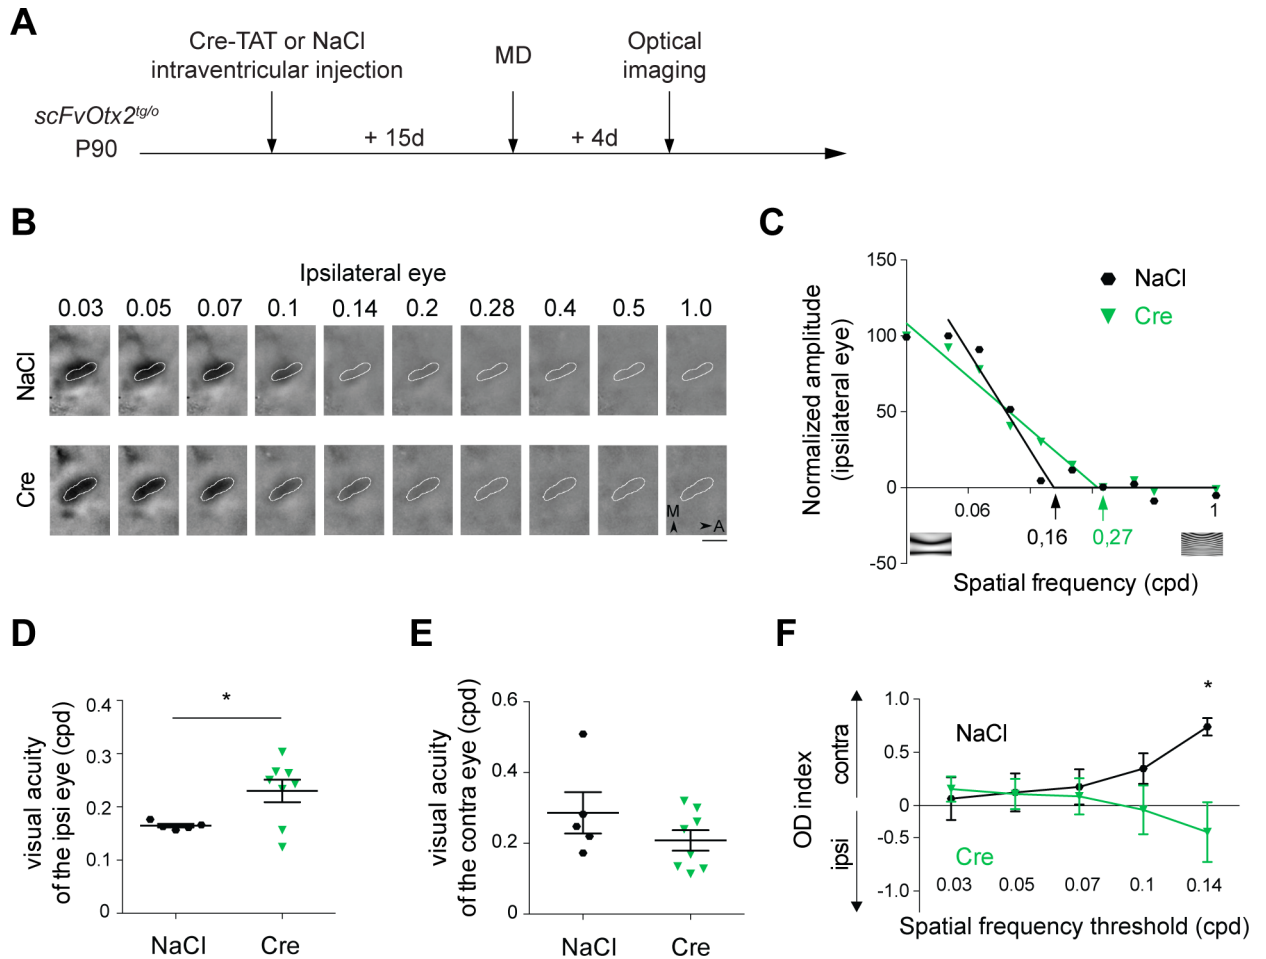 A
Cre-TAT or NaCl
intraventricular injection
MD
Optical
imaging
scFvOtx2tg/o
P90
+ 15d
+ 4d
B
Ipsilateral eye
0.03 0.05 0.07 0.1 0.14 0.2 0.28 0.4 0.5 1.0
NaCl
Cre
M
A
C
Normalized amplitude
(ipsilateral eye)
150
100
50
0
-50
NaCl
Cre
0.06
1
0,16
0,27
Spatial frequency (cpd)
D
visual acuity
of the ipsi eye (cpd)
0.4
0.3
0.2
0.1
0
*
NaCl
Cre
E
visual acuity
of the contra eye (cpd)
0.6
0.4
0.2
0
NaCl
Cre
F
OD index
contra
ipsi
1.0
0.5
0
-0.5
-1.0
NaCl
Cre
*
0.03 0.05 0.07 0.1 0.14
Spatial frequency threshold (cpd)